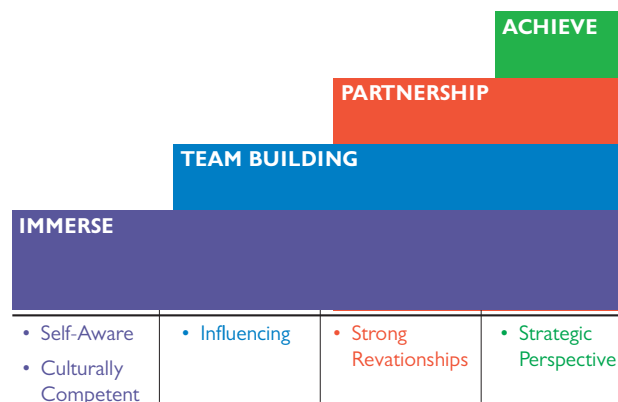 ACHIEVE
PARTNERSHIP
TEAM BUILDING
IMMERSE
• Self-Aware
• Culturally
Competent
• Influencing
• Strong
Revationships
• Strategic
Perspective